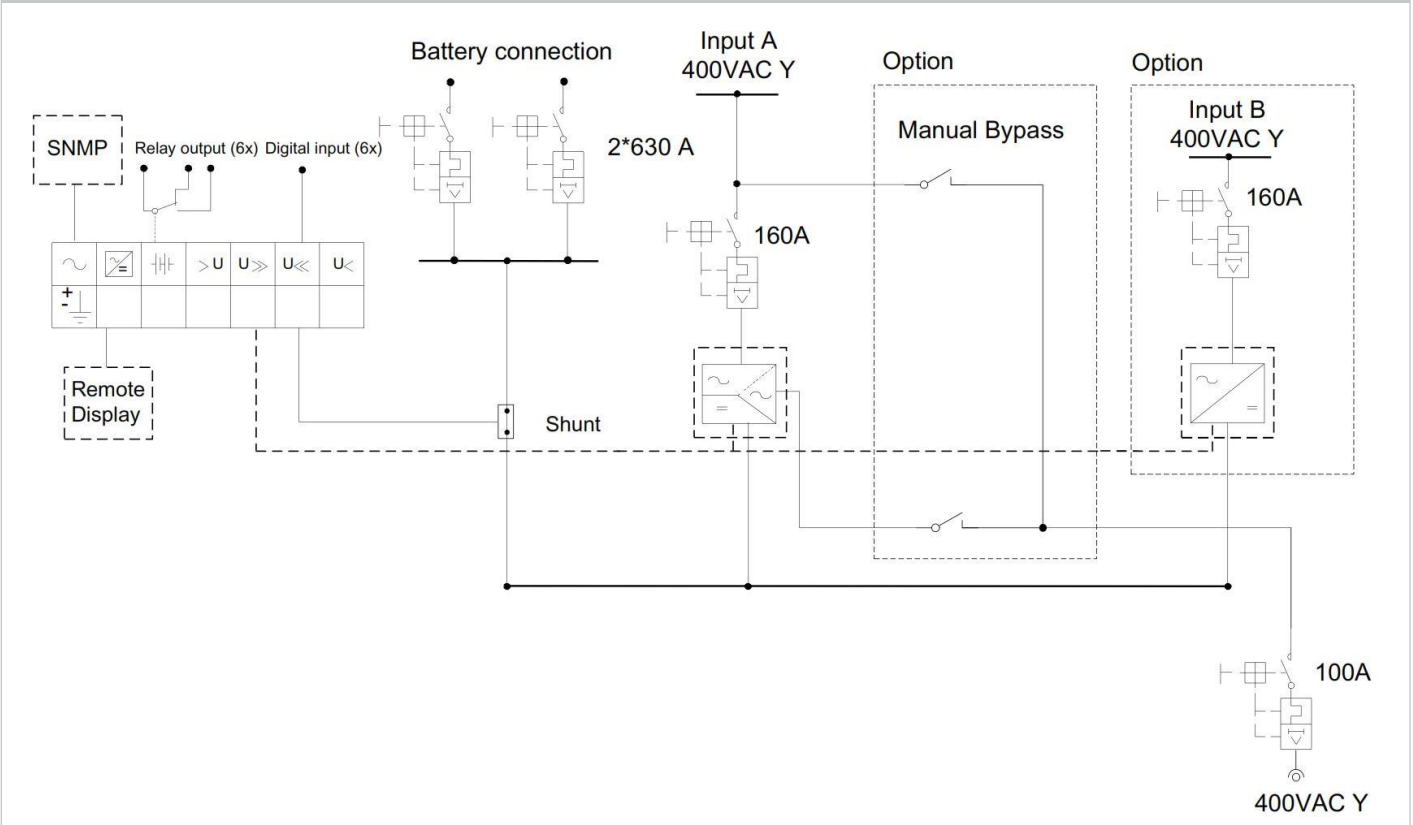 Battery connection
Input A
400VAC Y
Option
Option
Manual Bypass
Input B
400VAC Y
SNMP
Relay output (6x)
Digital input (6x)
2*630 A
160A
160A
>U
U>>
U<<
U<
+
-
Remote
Display
Shunt
100A
400VAC Y